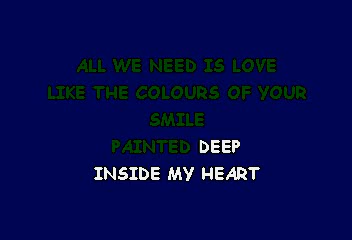 ALL WE NEED IS LOVE
LIKE THE COLOURS OF YOUR
SMILE
PAINTED DEEP
INSIDE MY HEART